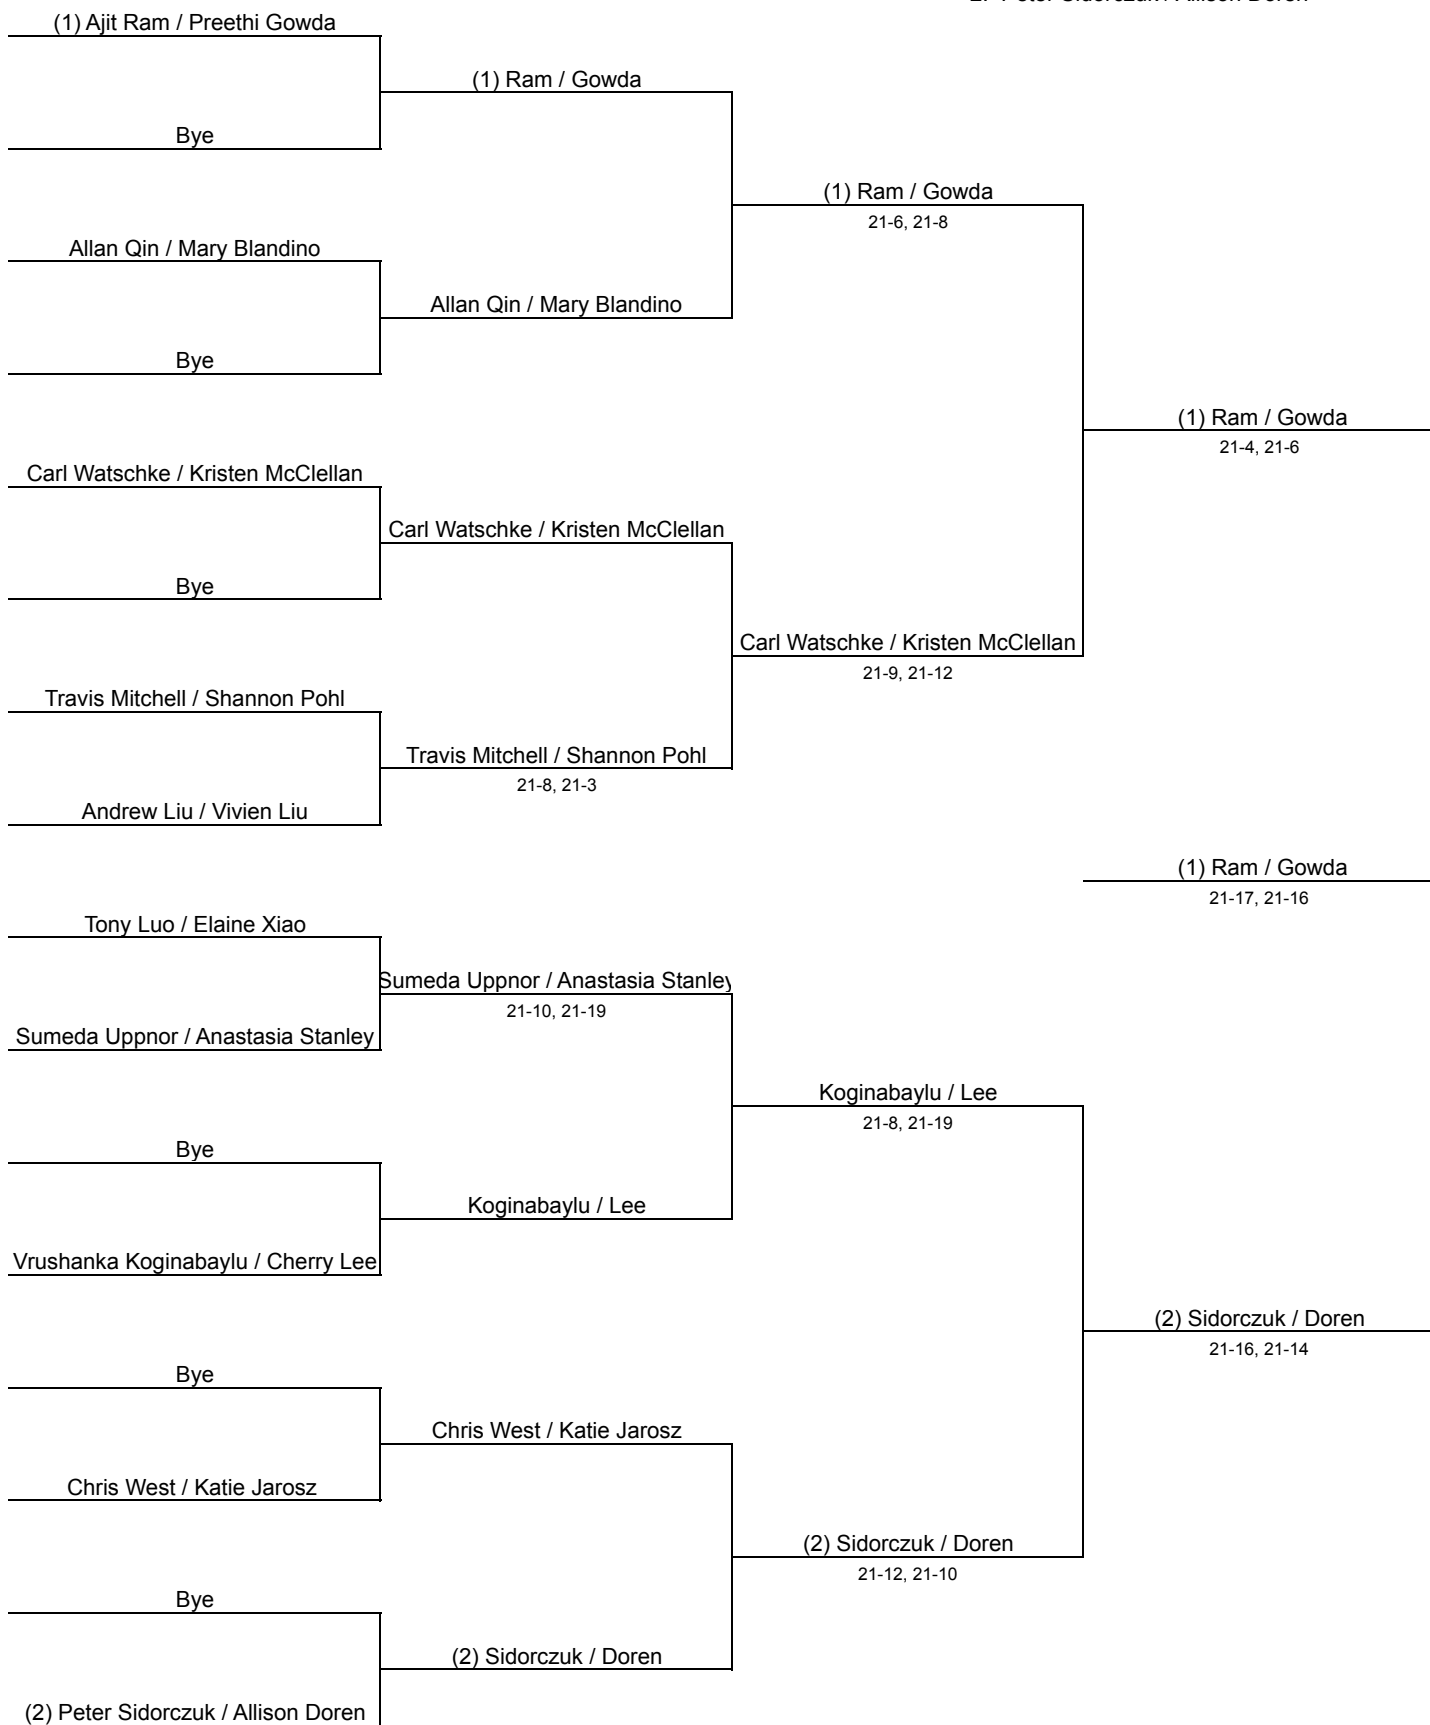 2. Peter Sidorczuk / Allison Doren
(1) Ajit Ram / Preethi Gowda
(1) Ram / Gowda
Bye
(1) Ram / Gowda
21-6, 21-8
Allan Qin / Mary Blandino
Allan Qin / Mary Blandino
Bye
(1) Ram / Gowda
21-4, 21-6
Carl Watschke / Kristen McClellan
Carl Watschke / Kristen McClellan
Bye
Carl Watschke / Kristen McClellan
21-9, 21-12
Travis Mitchell / Shannon Pohl
Travis Mitchell / Shannon Pohl
21-8, 21-3
Andrew Liu / Vivien Liu
(1) Ram / Gowda
21-17, 21-16
Tony Luo / Elaine Xiao
Sumeda Uppnor / Anastasia Stanley
21-10, 21-19
Sumeda Uppnor / Anastasia Stanley
Koginabaylu / Lee
21-8, 21-19
Bye
Koginabaylu / Lee
Vrushanka Koginabaylu / Cherry Lee
(2) Sidorczuk / Doren
21-16, 21-14
Bye
Chris West / Katie Jarosz
Chris West / Katie Jarosz
(2) Sidorczuk / Doren
21-12, 21-10
Bye
(2) Sidorczuk / Doren
(2) Peter Sidorczuk / Allison Doren